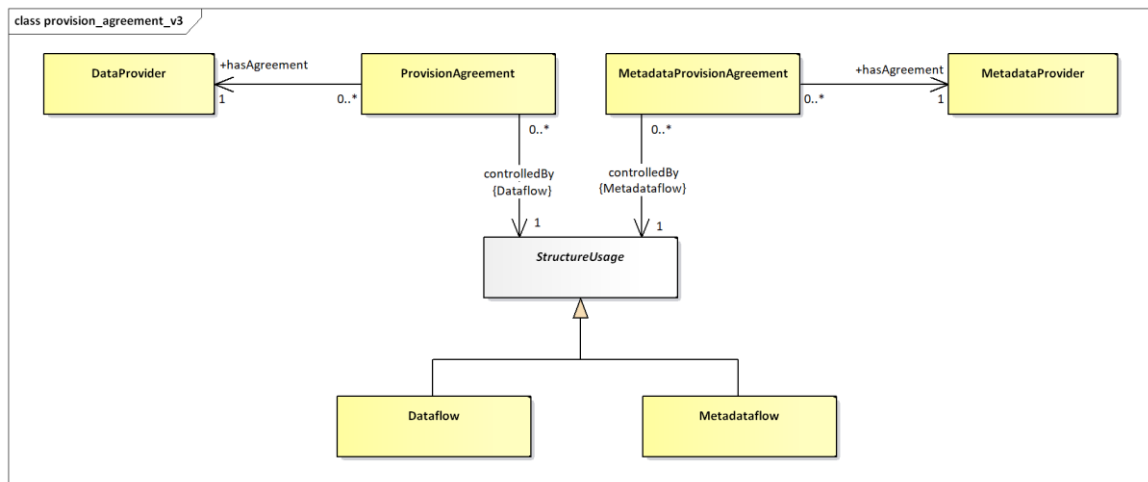 class provision_agreement_v3
DataProvider
+hasAgreement
1
0..*
ProvisionAgreement
MetadataProvisionAgreement
+hasAgreement
0..*
1
MetadataProvider
0..*
0..*
controlledBy
{Dataflow}
controlledBy
{Metadataflow}
1
1
StructureUsage
Dataflow
Metadataflow